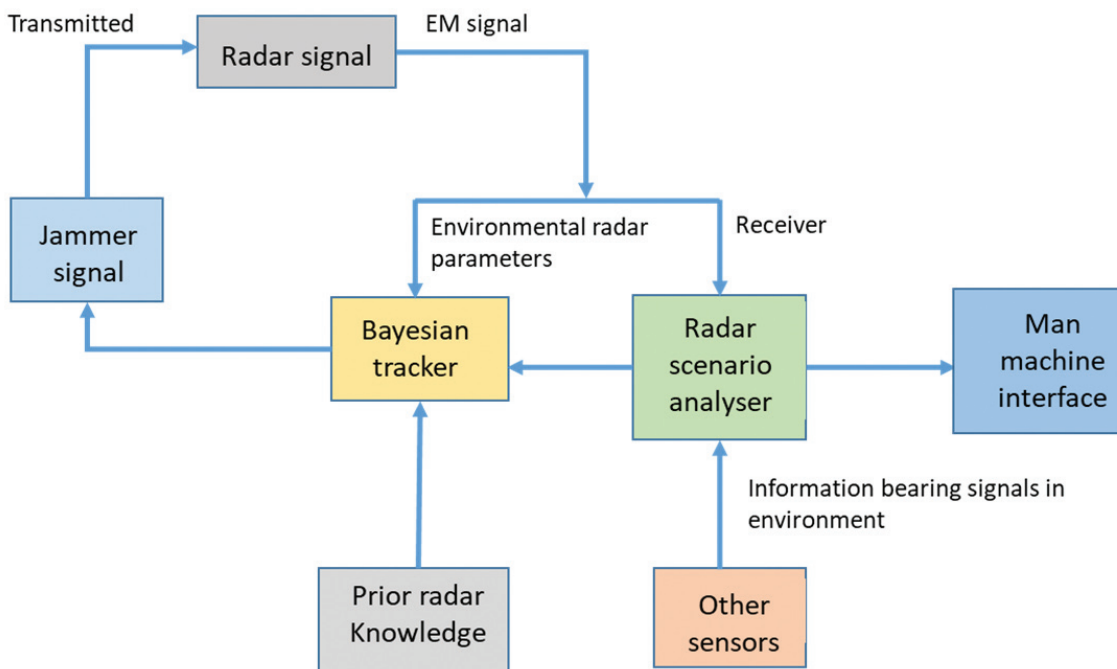 Transmitted
EM signal
Radar signal
Jammer
signal
Environmental radar
parameters
Receiver
Bayesian
tracker
Radar
scenario
analyser
Man
machine
interface
Information bearing signals in
environment
Prior radar
Knowledge
Other
sensors